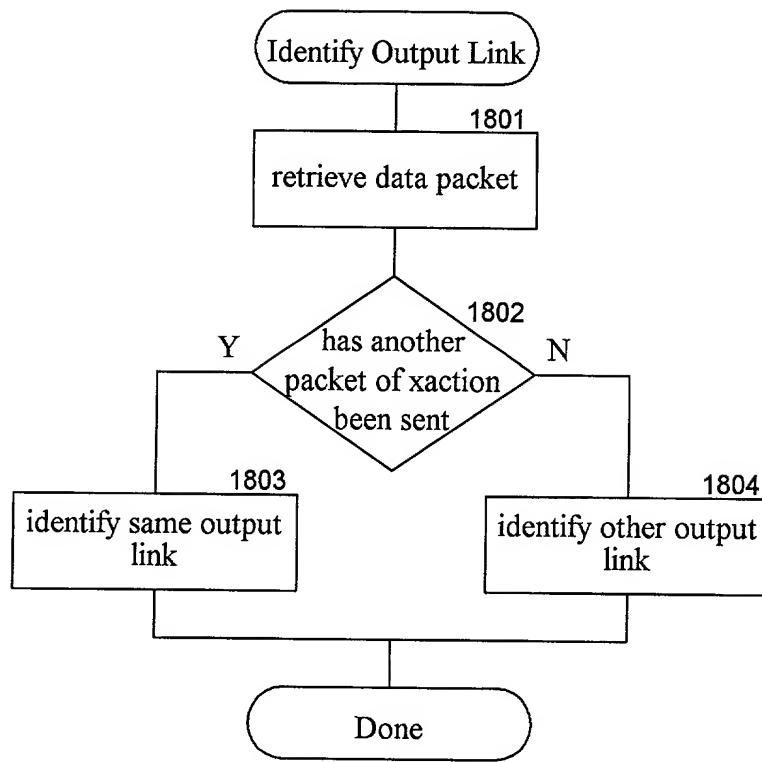 Identify Output Link
1801
retrieve data packet
1802
Y
has another
N
packet of xaction
been sent
1803
identify same output
link
1804
identify other output
link
Done